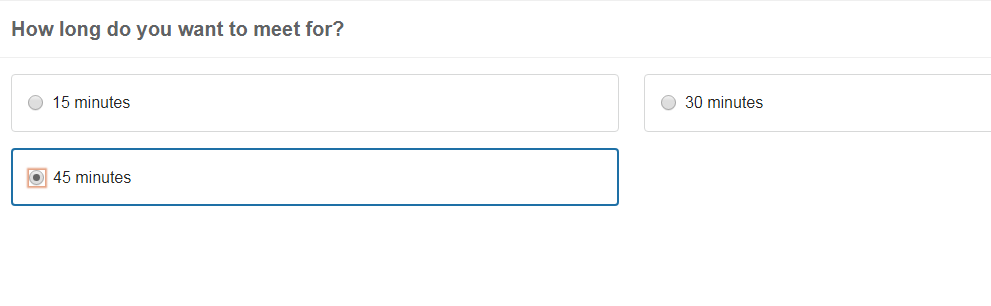 How long do you want to meet for?
15 minutes
30 minutes
45 minutes